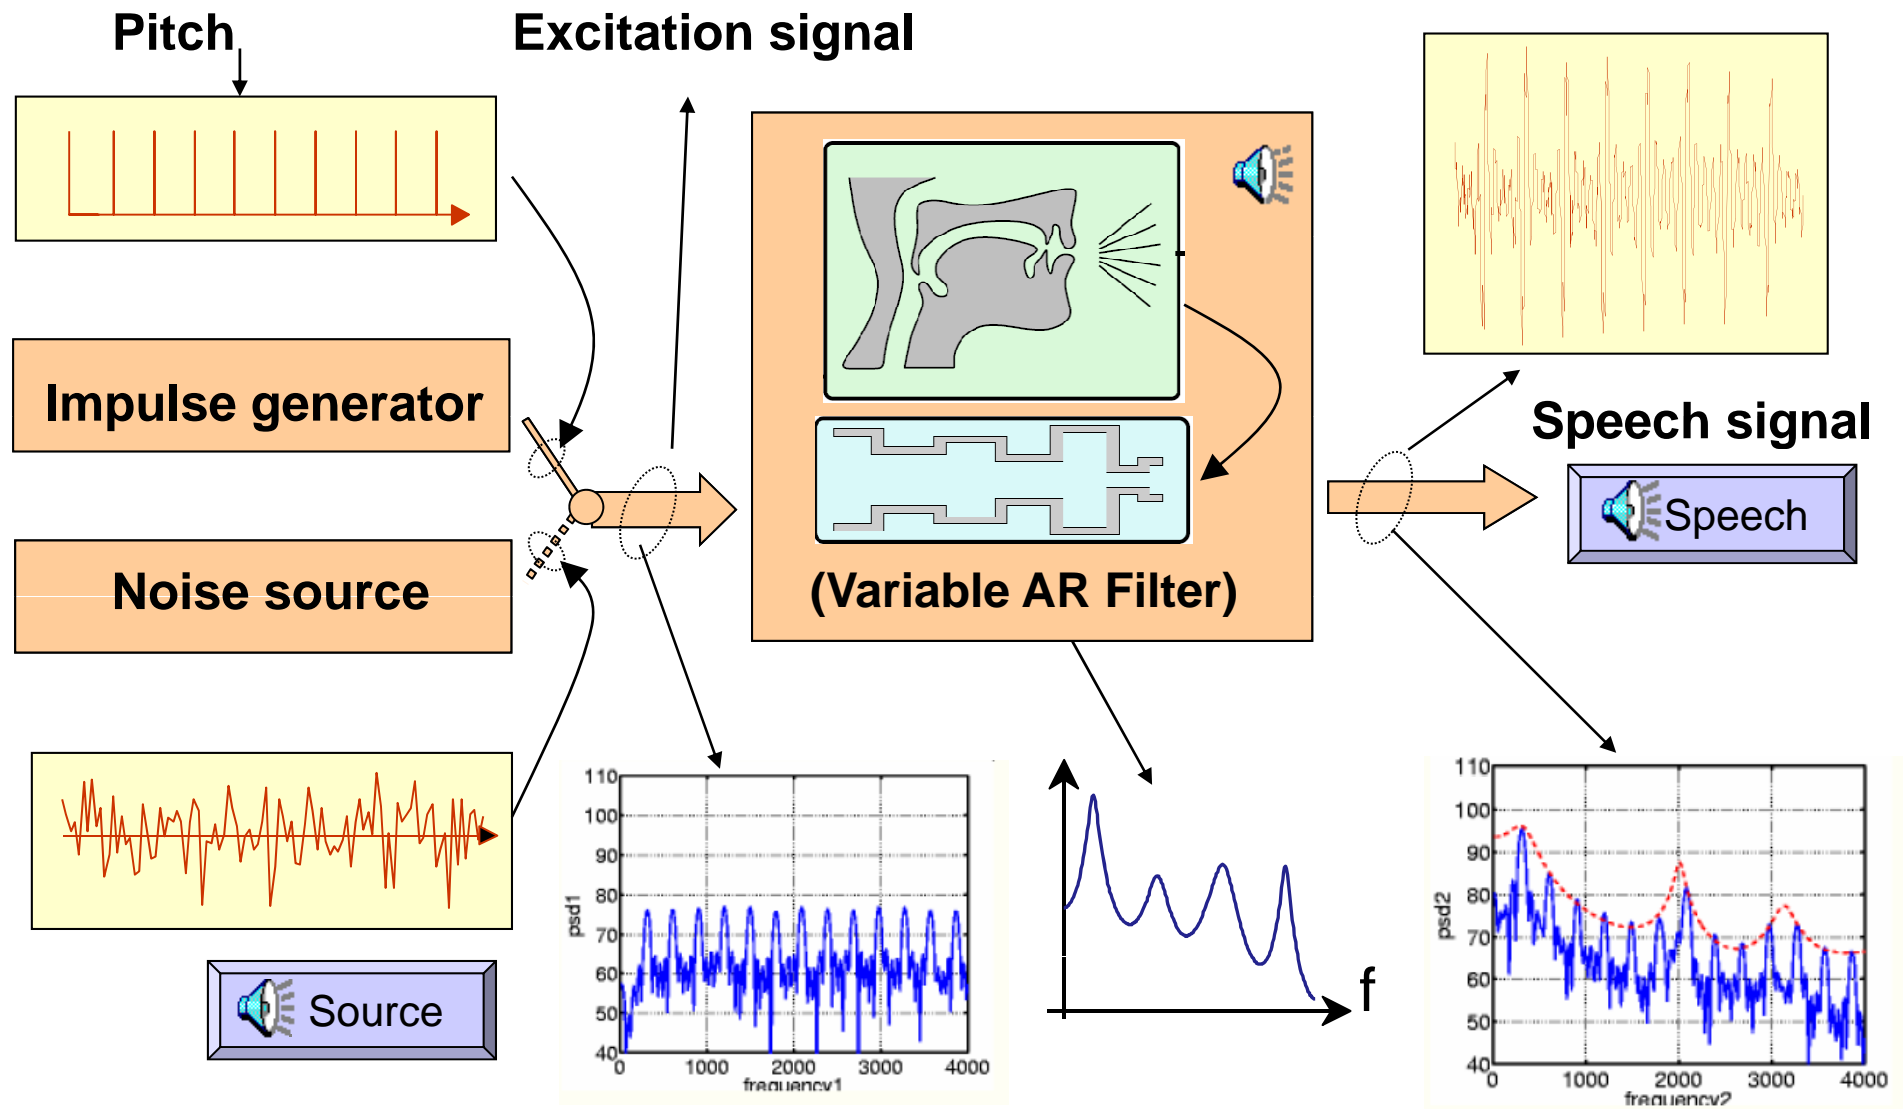 Pitch
Excitation signal
Impulse generator
Speech signal
Speech
Noise source
(Variable AR Filter)
Source
110
100
90
80
70
60
50
40
psd1
0 1000 2000 3000 4000
frequency1
f
110
100
90
80
70
60
50
40
psd2
0 1000 2000 3000 4000
frequency2